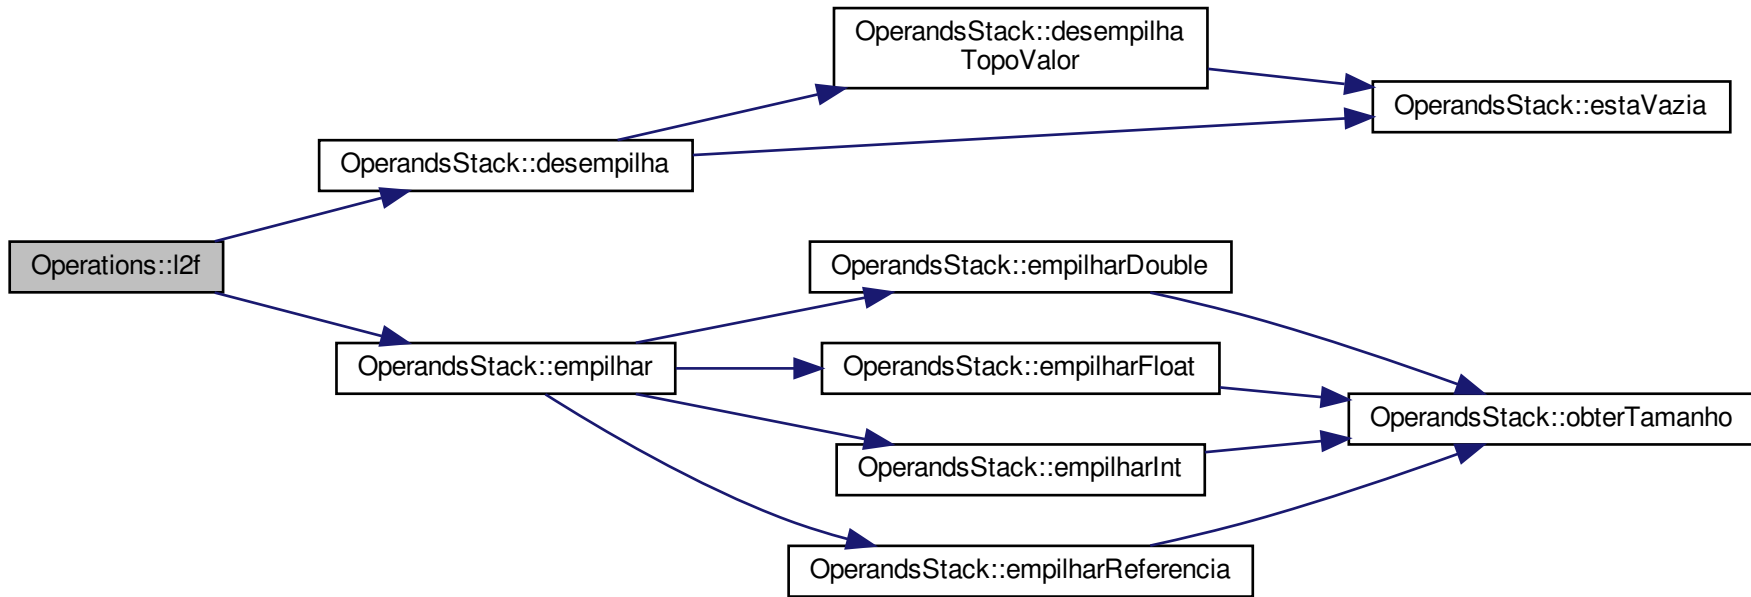 OperandsStack::desempilha
TopoValor
OperandsStack::estaVazia
OperandsStack::desempilha
Operations::l2f
OperandsStack::empilharDouble
OperandsStack::empilhar
OperandsStack::empilharFloat
OperandsStack::obterTamanho
OperandsStack::empilharInt
OperandsStack::empilharReferencia